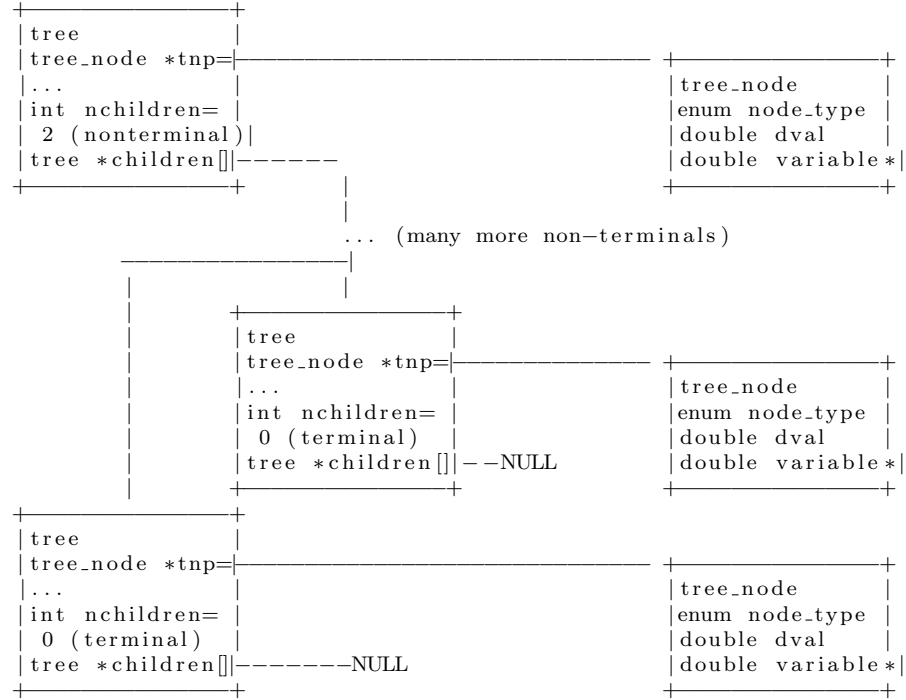 tree
tree_node *tnp=
...
int nchildren=
2 (nonterminal)
tree *children[]
tree_node
enum node_type
double dval
double variable*
... (many more non-terminals)
tree
tree_node *tnp=
...
int nchildren=
0 (terminal)
tree *children[]
NULL
tree_node
enum node_type
double dval
double variable*
tree
tree_node *tnp=
...
int nchildren=
0 (terminal)
tree *children[]
NULL
tree_node
enum node_type
double dval
double variable*